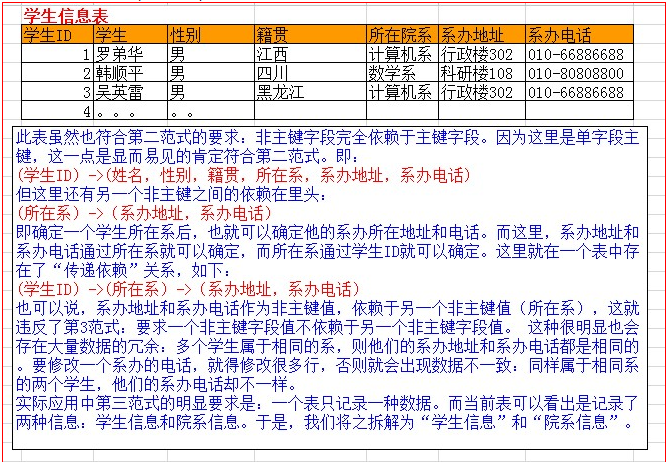 学生信息表
学生ID 学生 性别 籍贯 所在院系 系办地址 系办电话
1 罗弟华 男 江西 计算机系 行政楼302 010-66886688
2 韩顺平 男 四川 数学系 科研楼108 010-80808800
3 吴英雷 男 黑龙江 计算机系 行政楼302 010-66886688
4 。。。 。。
此表虽然也符合第二范式的要求:非主键字段完全依赖于主键字段。因为这里是单字段主
键,这一点是显而易见的肯定符合第二范式。即:
(学生ID)->(姓名,性别,籍贯,所在系,系办地址,系办电话)
但这里还有另一个非主键之间的依赖在里头:
(所在系)->(系办地址,系办电话)
即确定一个学生所在系后,也就可以确定他的系办所在地址和电话。而这里,系办地址和
系办电话通过所在系就可以确定,而所在系通过学生ID就可以确定。这里就在一个表中存
在了“传递依赖”关系,如下:
(学生ID)->(所在系)->(系办地址,系办电话)
也可以说,系办地址和系办电话作为非主键值,依赖于另一个非主键值(所在系),这就
违反了第3范式:要求一个非主键字段值不依赖于另一个非主键字段值。 这种很明显也会
存在大量数据的冗余:多个学生属于相同的系,则他们的系办地址和系办电话都是相同的
。要修改一个系办的电话,就得修改很多行,否则就会出现数据不一致:同样属于相同系
的两个学生,他们的系办电话却不一样。
实际应用中第三范式的明显要求是:一个表只记录一种数据。而当前表可以看出是记录了
两种信息:学生信息和院系信息。于是,我们将之拆解为“学生信息”和“院系信息”。